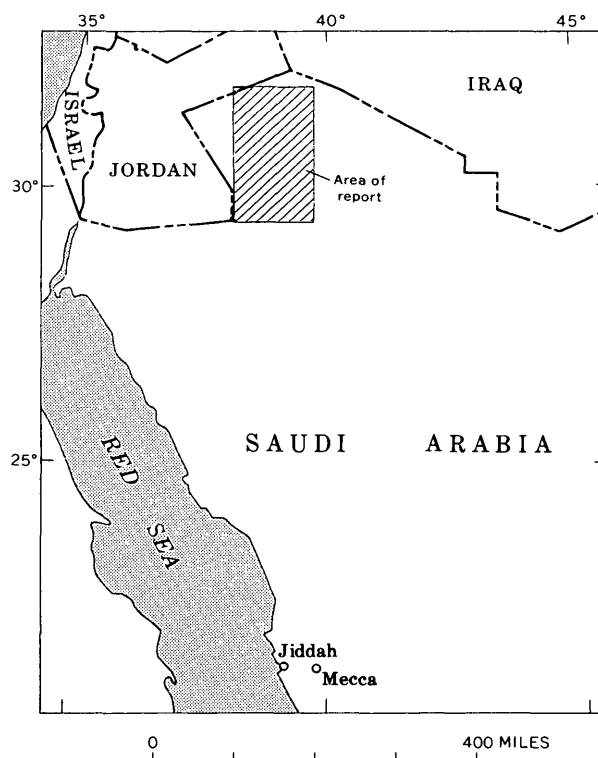 35°
40°
45°
ISRAEL
JORDAN
IRAQ
Area of
report
30°
25°
RED
SEA
SAUDI ARABIA
Jiddah
Mecca
0
400 MILES